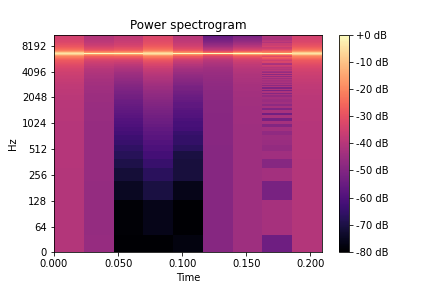 Power spectrogram
8192
4096
2048
1024
512
256
128
64
0
Hz
0.000 0.050 0.100 0.150 0.200
Time
+0 dB
-10 dB
-20 dB
-30 dB
-40 dB
-50 dB
-60 dB
-70 dB
-80 dB